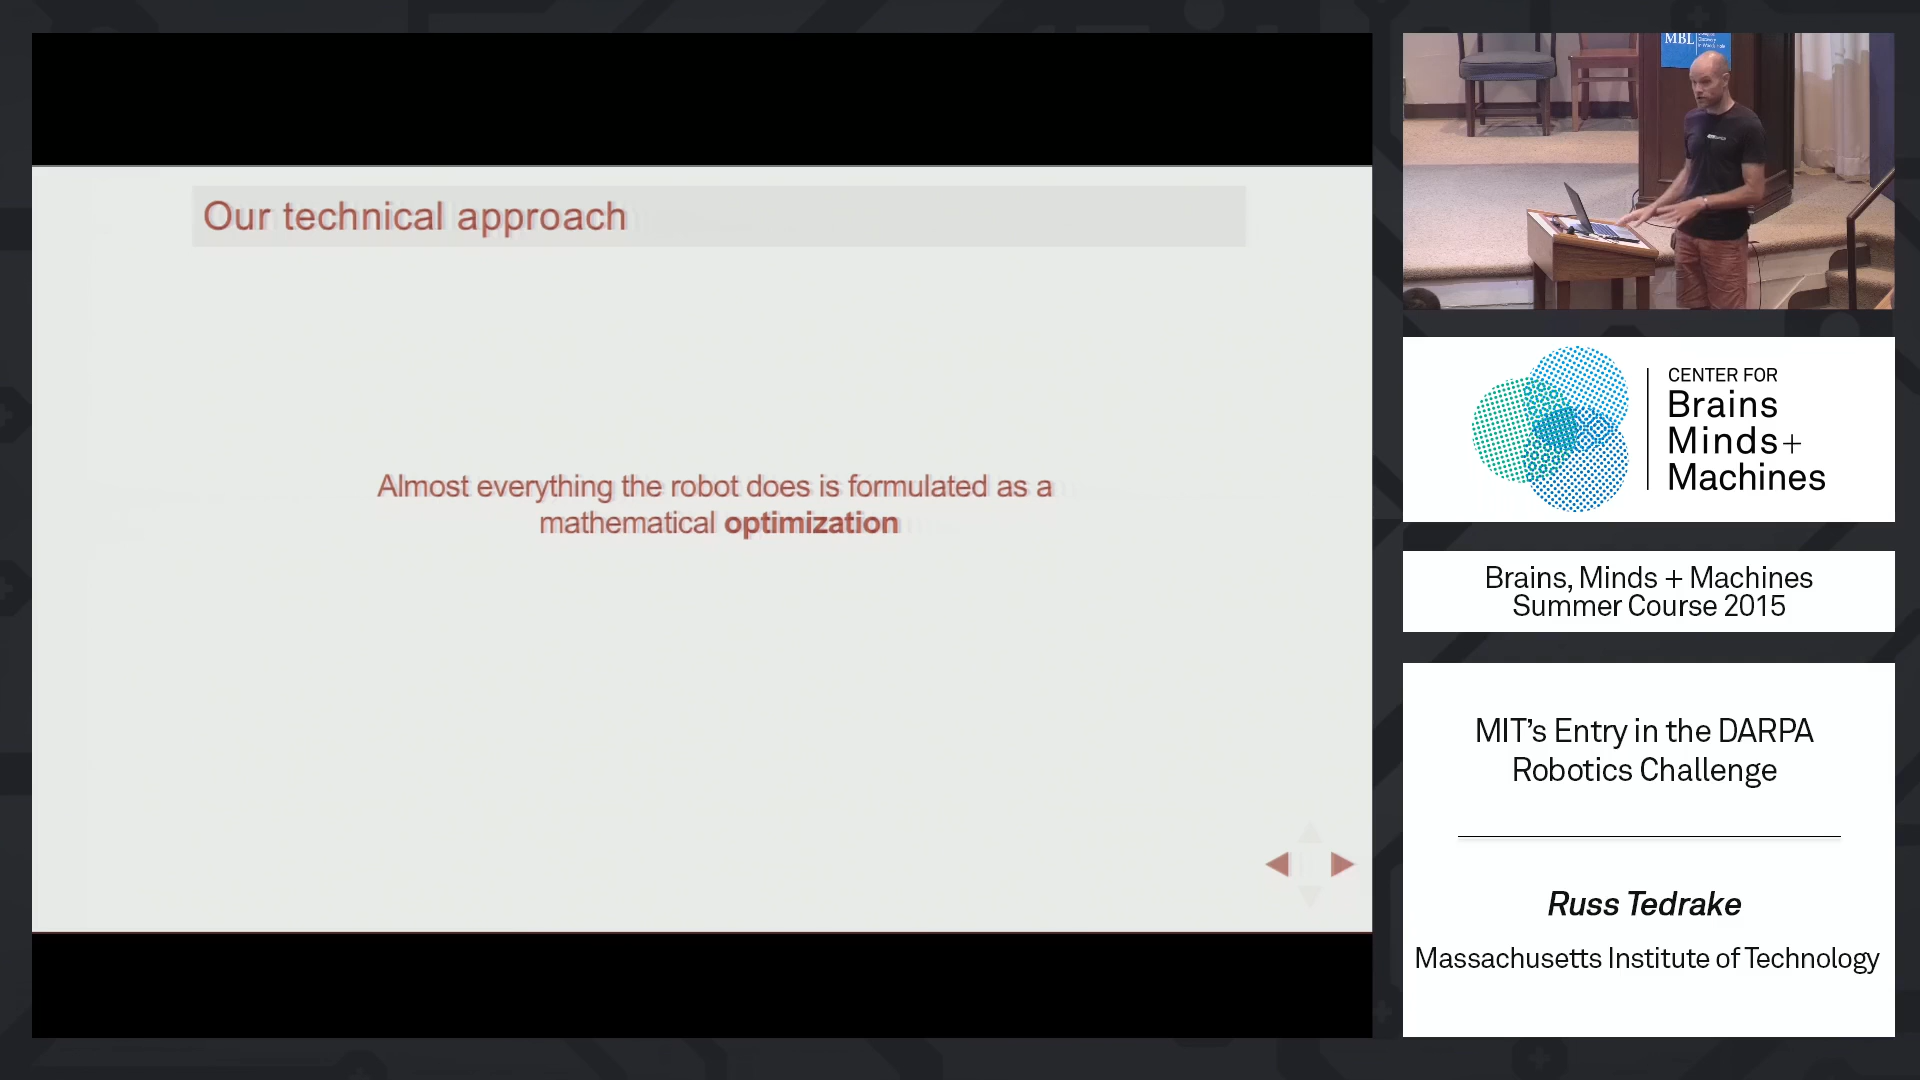 Our technical approach
Almost everything the robot does is formulated as a
mathematical optimization
MBL
CENTER FOR
Brains
Minds+
Machines
Brains, Minds + Machines
Summer Course 2015
MIT’s Entry in the DARPA
Robotics Challenge
Russ Tedrake
Massachusetts Institute of Technology